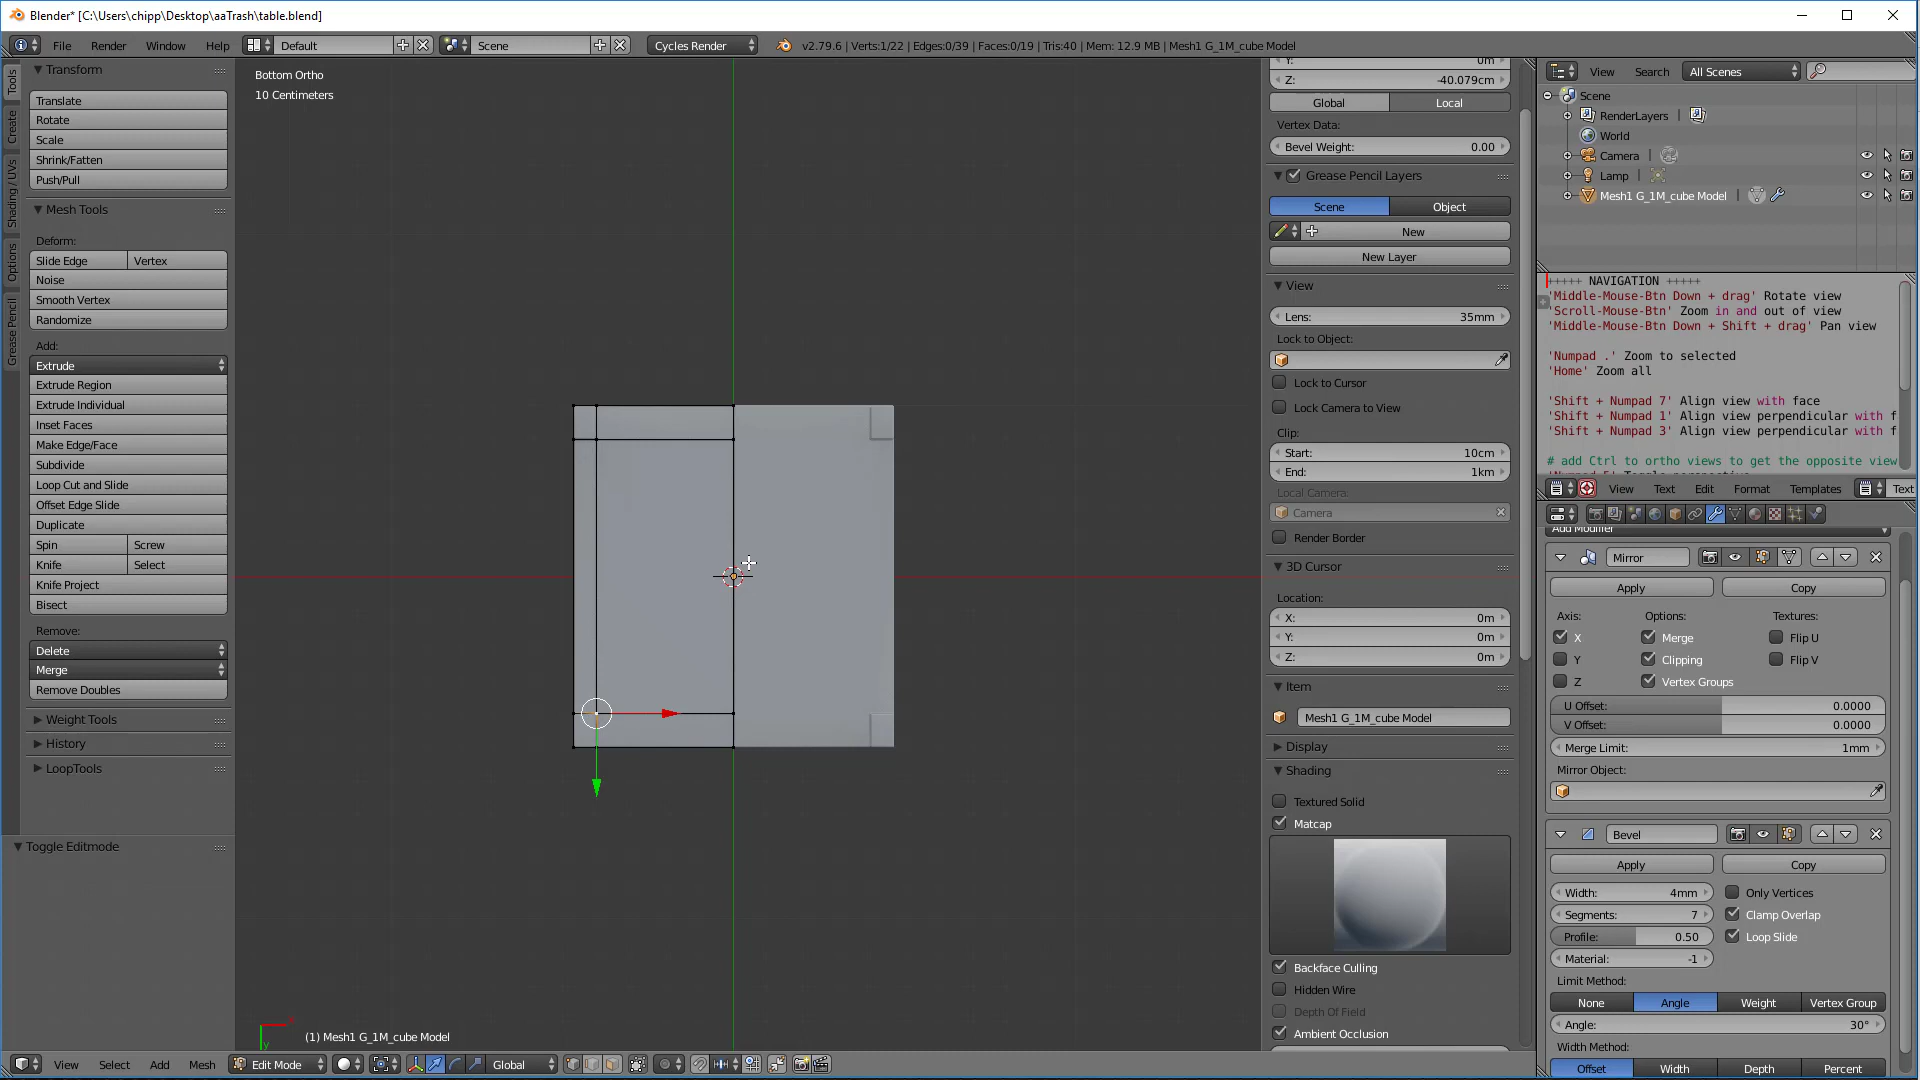 Blender* [C:\Users\chipp\Desktop\aaTrash\table.blend]
File Render Window Help Default Scene Cycles Render v2.79.6 | Verts:1/22 | Edges:0/39 | Faces:0/19 | Tris:40 | Mem: 12.9 MB | Mesh1 G_1M_cube Model
Tools
Create
Shading / UVs
Options
Grease Pencil
Transform
Translate
Rotate
Scale
Shrink/Fatten
Push/Pull
Mesh Tools
Deform:
Slide Edge Vertex
Noise
Smooth Vertex
Randomize
Add:
Extrude
Extrude Region
Extrude Individual
Inset Faces
Make Edge/Face
Subdivide
Loop Cut and Slide
Offset Edge Slide
Duplicate
Spin Screw
Knife Select
Knife Project
Bisect
Remove:
Delete
Merge
Remove Doubles
Weight Tools
History
LoopTools
Toggle Editmode
Bottom Ortho
10 Centimeters
(1) Mesh1 G_1M_cube Model
View Select Add Mesh Edit Mode Global
Y: 0m
Z: -40.079cm
Global Local
Vertex Data:
Bevel Weight: 0.00
Grease Pencil Layers
Scene Object
New
New Layer
View
Lens: 35mm
Lock to Object:
Lock to Cursor
Lock Camera to View
Clip:
Start: 10cm
End: 1km
Local Camera:
Camera
Render Border
3D Cursor
Location:
X: 0m
Y: 0m
Z: 0m
Item
Mesh1 G_1M_cube Model
Display
Shading
Textured Solid
Matcap
Backface Culling
Hidden Wire
Depth Of Field
Ambient Occlusion
View Search All Scenes
Scene
RenderLayers
World
Camera
Lamp
Mesh1 G_1M_cube Model
+++++ NAVIGATION +++++
'Middle-Mouse-Btn Down + drag' Rotate view
'Scroll-Mouse-Btn' Zoom in and out of view
'Middle-Mouse-Btn Down + Shift + drag' Pan view
'Numpad .' Zoom to selected
'Home' Zoom all
'Shift + Numpad 7' Align view with face
'Shift + Numpad 1' Align view perpendicular with f
'Shift + Numpad 3' Align view perpendicular with f
# add Ctrl to ortho views to get the opposite view
View Text Edit Format Templates Text
Add Modifier
Mirror
Apply Copy
Axis: Options: Textures:
X Merge Flip U
Y Clipping Flip V
Z Vertex Groups
U Offset: 0.0000
V Offset: 0.0000
Merge Limit: 1mm
Mirror Object:
Bevel
Apply Copy
Width: 4mm Only Vertices
Segments: 7 Clamp Overlap
Profile: 0.50 Loop Slide
Material: -1
Limit Method:
None Angle Weight Vertex Group
Angle: 30°
Width Method:
Offset Width Depth Percent